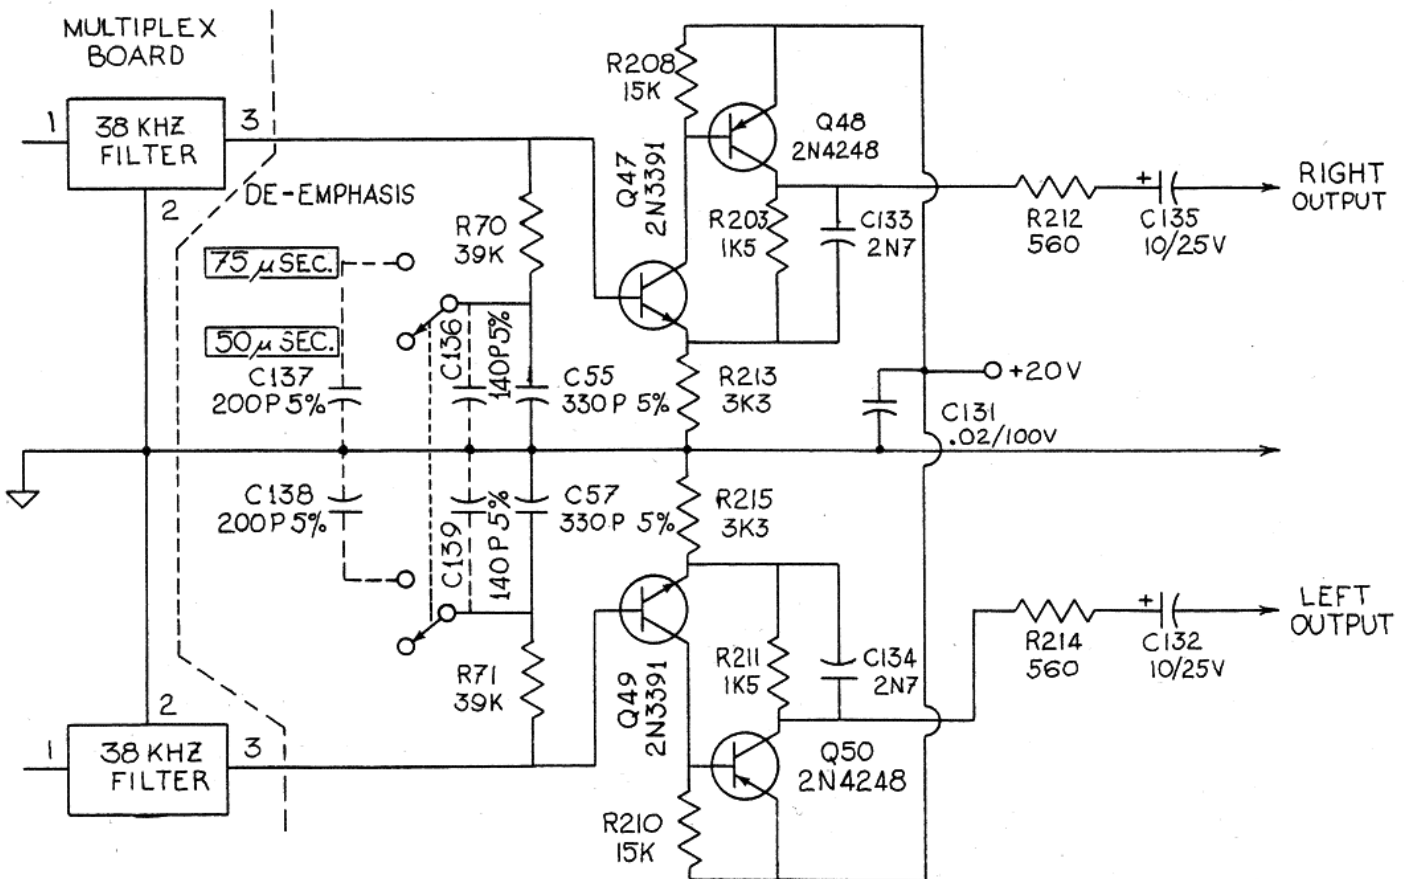 MULTIPLEX
BOARD
1
38 KHZ
FILTER
3
2
DE-EMPHASIS
75 µSEC.
50 µSEC.
C137
200P 5%
C138
200P 5%
R70
39K
C136
140P 5%
C55
330P 5%
C139
140P 5%
C57
330P 5%
R71
39K
2
1
38 KHZ
FILTER
3
R208
15K
Q47
2N3391
Q48
2N4248
R203
1K5
C133
2N7
R212
560
+
C135
10/25V
RIGHT
OUTPUT
R213
3K3
+20V
C131
.02/100V
R215
3K3
Q49
2N3391
R211
1K5
C134
2N7
Q50
2N4248
R210
15K
R214
560
+
C132
10/25V
LEFT
OUTPUT